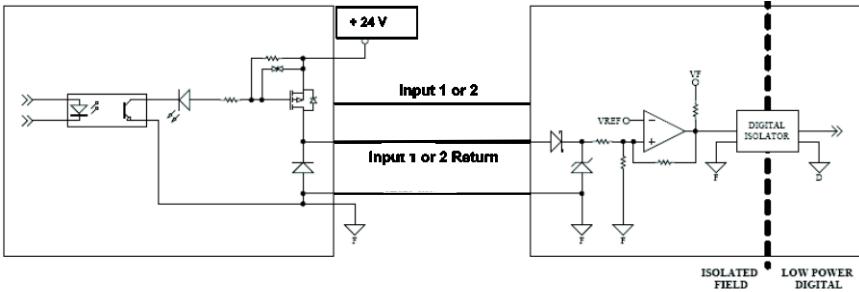 + 24 V
Input 1 or 2
VF
VREF
DIGITAL
ISOLATOR
Input 1 or 2 Return
F
D
F
F
F
ISOLATED
FIELD
LOW POWER
DIGITAL